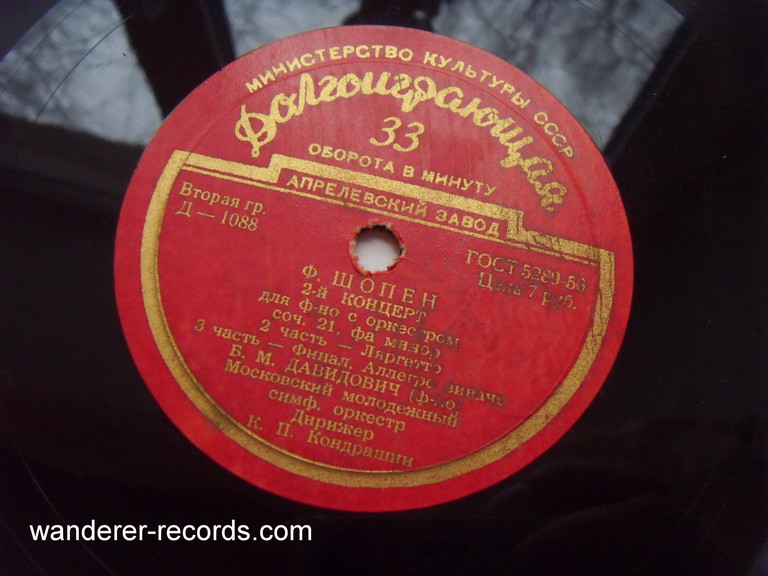 МИНИСТЕРСТВО КУЛЬТУРЫ СССР
Долгоиграющая
33
ОБОРОТА В МИНУТУ
АПРЕЛЕВСКИЙ ЗАВОД
Вторая гр.
Д — 1088
ГОСТ 5289-56
Цена 7 руб.
Ф. ШОПЕН
2-й КОНЦЕРТ
для ф-но с оркестром
соч. 21. фа минор
2 часть — Ляргетто
3 часть — Финал. Аллегро виваче
Б. М. ДАВИДОВИЧ (ф-но)
Московский молодежный
симф. оркестр
Дирижер
К. П. Кондрашин
wanderer-records.com